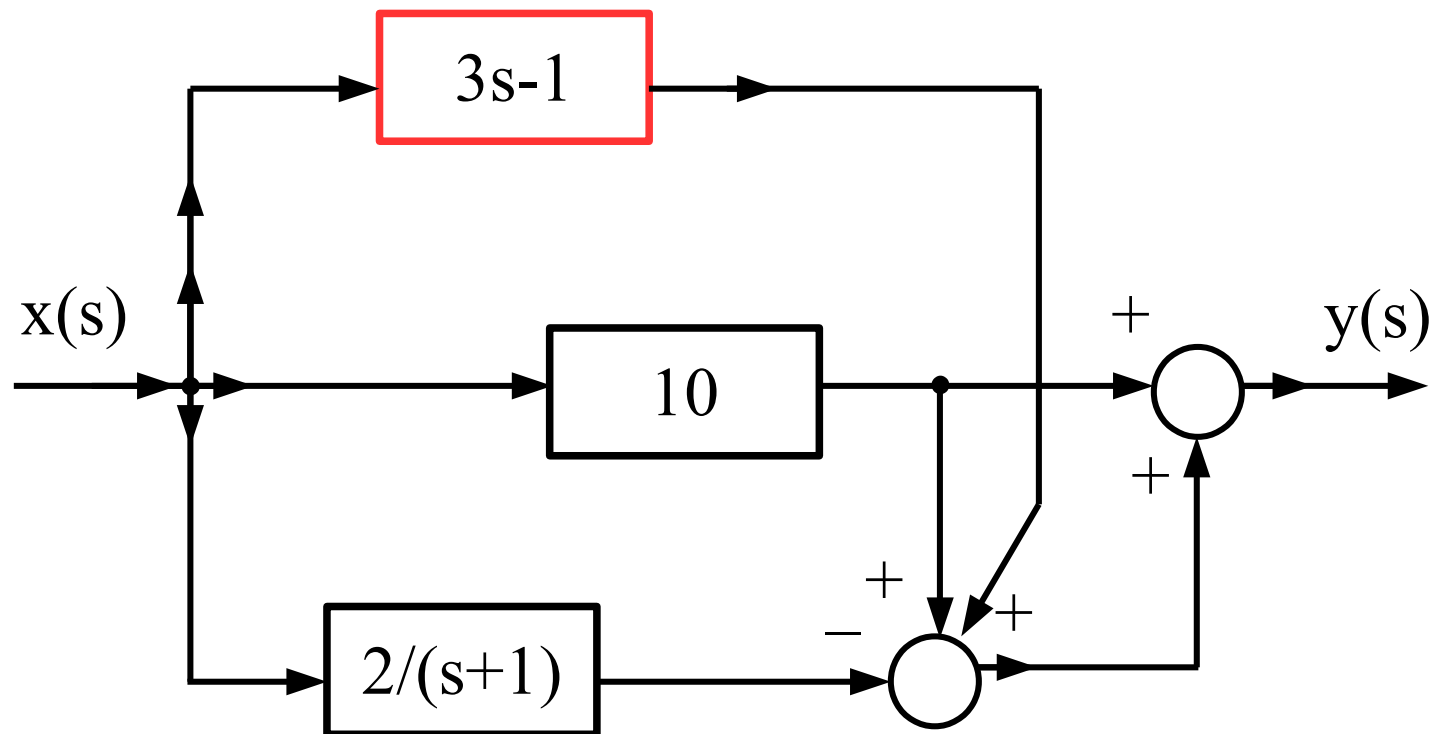 3s-1
x(s)
10
+
y(s)
+
+
+
−
2/(s+1)